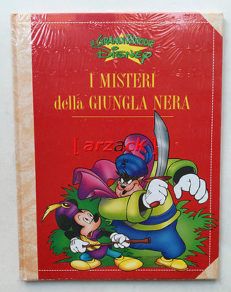 I MISTERI
della GIUNGLA NERA
[arzack